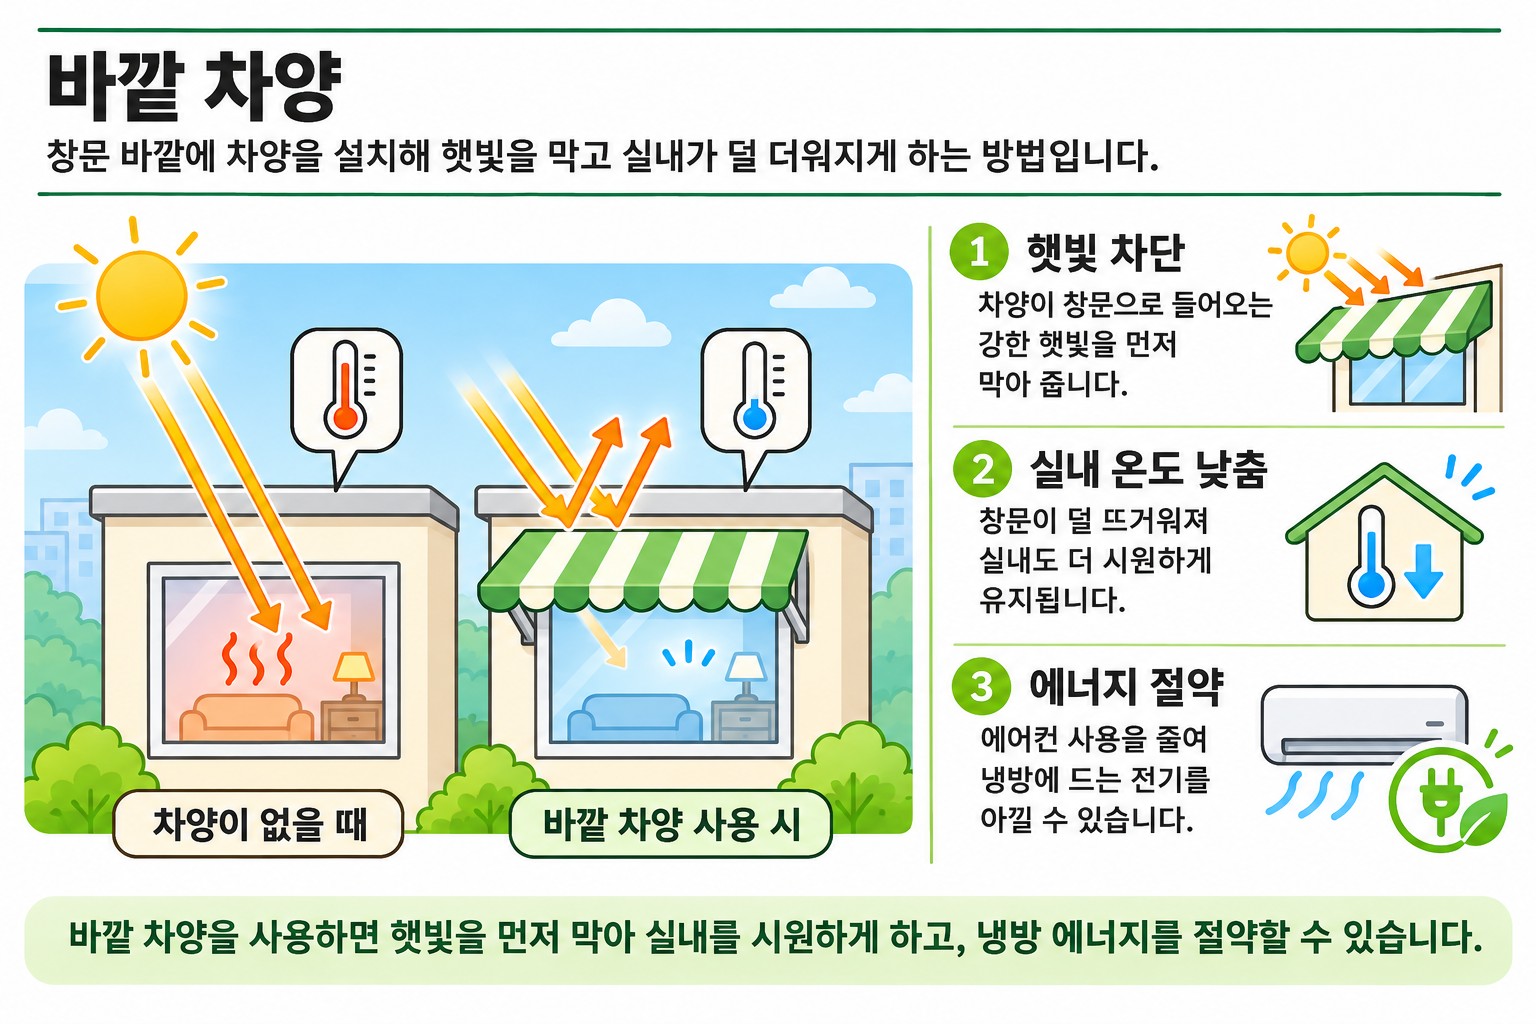 바깥 차양
창문 바깥에 차양을 설치해 햇빛을 막고 실내가 덜 더워지게 하는 방법입니다.
차양이 없을 때
바깥 차양 사용 시
1 햇빛 차단
차양이 창문으로 들어오는
강한 햇빛을 먼저
막아 줍니다.
2 실내 온도 낮춤
창문이 덜 뜨거워져
실내도 더 시원하게
유지됩니다.
3 에너지 절약
에어컨 사용을 줄여
냉방에 드는 전기를
아낄 수 있습니다.
바깥 차양을 사용하면 햇빛을 먼저 막아 실내를 시원하게 하고, 냉방 에너지를 절약할 수 있습니다.